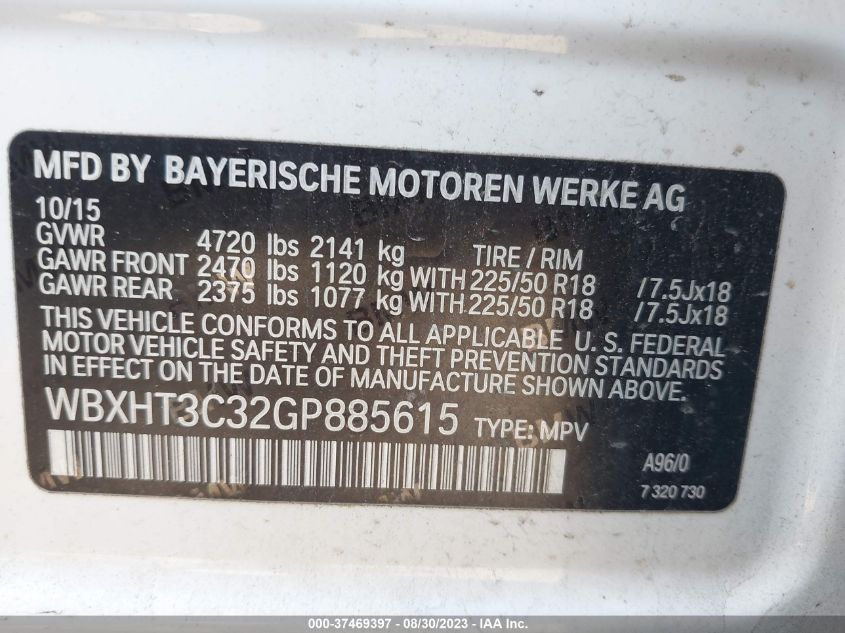 MFD BY BAYERISCHE MOTOREN WERKE AG
10/15
GVWR 4720 lbs 2141 kg TIRE / RIM
GAWR FRONT 2470 lbs 1120 kg WITH 225/50 R18 /7.5Jx18
GAWR REAR 2375 lbs 1077 kg WITH 225/50 R18 /7.5Jx18
THIS VEHICLE CONFORMS TO ALL APPLICABLE U. S. FEDERAL
MOTOR VEHICLE SAFETY AND THEFT PREVENTION STANDARDS
IN EFFECT ON THE DATE OF MANUFACTURE SHOWN ABOVE.
WBXHT3C32GP885615 TYPE: MPV
A96/0
7 320 730
000-37469397 - 08/30/2023 - IAA Inc.